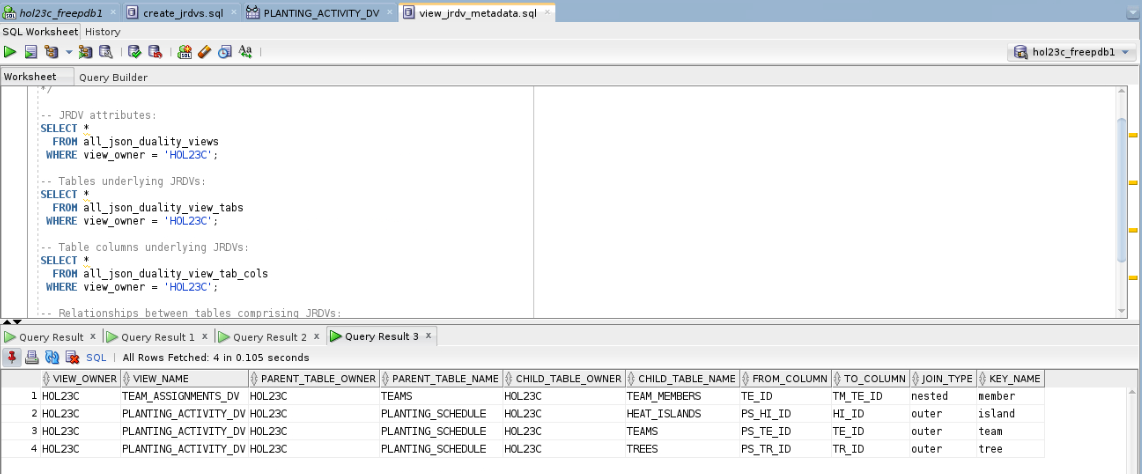 hol23c_freepdb1 × create_jrdvs.sql × PLANTING_ACTIVITY_DV × view_jrdv_metadata.sql ×
SQL Worksheet History
hol23c_freepdb1
Worksheet Query Builder
*/
-- JRDV attributes:
SELECT *
FROM all_json_duality_views
WHERE view_owner = 'HOL23C';
-- Tables underlying JRDVs:
SELECT *
FROM all_json_duality_view_tabs
WHERE view_owner = 'HOL23C';
-- Table columns underlying JRDVs:
SELECT *
FROM all_json_duality_view_tab_cols
WHERE view_owner = 'HOL23C';
-- Relationships between tables comprising JRDVs:
Query Result × Query Result 1 × Query Result 2 × Query Result 3 ×
SQL | All Rows Fetched: 4 in 0.105 seconds
VIEW_OWNER VIEW_NAME PARENT_TABLE_OWNER PARENT_TABLE_NAME CHILD_TABLE_OWNER CHILD_TABLE_NAME FROM_COLUMN TO_COLUMN JOIN_TYPE KEY_NAME
1 HOL23C TEAM_ASSIGNMENTS_DV HOL23C TEAMS HOL23C TEAM_MEMBERS TE_ID TM_TE_ID nested member
2 HOL23C PLANTING_ACTIVITY_DV HOL23C PLANTING_SCHEDULE HOL23C HEAT_ISLANDS PS_HI_ID HI_ID outer island
3 HOL23C PLANTING_ACTIVITY_DV HOL23C PLANTING_SCHEDULE HOL23C TEAMS PS_TE_ID TE_ID outer team
4 HOL23C PLANTING_ACTIVITY_DV HOL23C PLANTING_SCHEDULE HOL23C TREES PS_TR_ID TR_ID outer tree